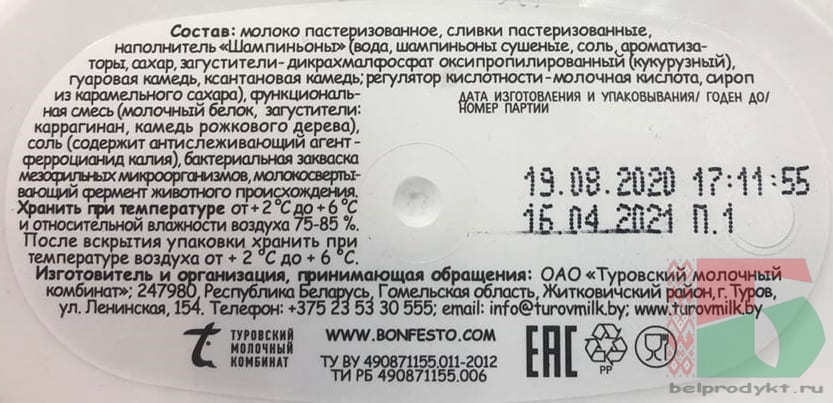 Состав: молоко пастеризованное, сливки пастеризованные,
наполнитель «Шампиньоны» (вода, шампиньоны сушеные, соль, ароматиза-
торы, сахар, загустители-дикрахмалфосфат оксипропилированный (кукурузный),
гуаровая камедь, ксантановая камедь; регулятор кислотности-молочная кислота, сироп
из карамельного сахара), функциональ-
ная смесь (молочный белок, загустители:
каррагинан, камедь рожкового дерева),
соль (содержит антислеживающий агент-
ферроцианид калия), бактериальная закваска
мезофильных микроорганизмов, молокосверты-
вающий фермент животного происхождения.
Хранить при температуре от +2 °С до +6 °С
и относительной влажности воздуха 75-85 %.
После вскрытия упаковки хранить при
температуре воздуха от + 2 °С до + 6 °С.
ДАТА ИЗГОТОВЛЕНИЯ И УПАКОВЫВАНИЯ/ ГОДЕН ДО/
НОМЕР ПАРТИИ
19.08.2020 17:11:55
16.04.2021 П.1
Изготовитель и организация, принимающая обращения: ОАО «Туровский молочный
комбинат»; 247980, Республика Беларусь, Гомельская область, Житковичский район, г. Туров,
ул. Ленинская, 154. Телефон: +375 23 53 30 555; email: info@turovmilk.by; www.turovmilk.by
ТУРОВСКИЙ
МОЛОЧНЫЙ
КОМБИНАТ
WWW.BONFESTO.COM
ТУ BY 490871155.011-2012
ТИ РБ 490871155.006
EAC
PP
belprodykt.ru